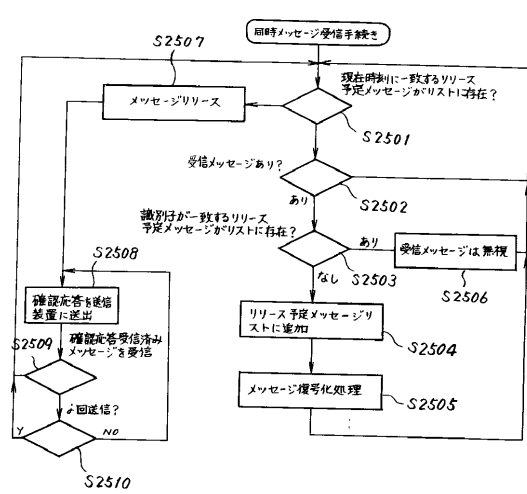 S2507
同時メッセージ受信手続き
現在時刻に一致するリリース
予定メッセージがリストに存在?
メッセージリリース
S2501
受信メッセージあり?
S2502
あり
識別子が一致するリリース
予定メッセージがリストに存在?
あり
受信メッセージは無視
S2503
S2506
なし
S2508
確認応答を送信
装置に送出
リリース予定メッセージリ
ストに追加
S2504
S2509
確認応答受信済み
メッセージを受信
メッセージ復号化処理
S2505
j回送信?
Y
NO
S2510